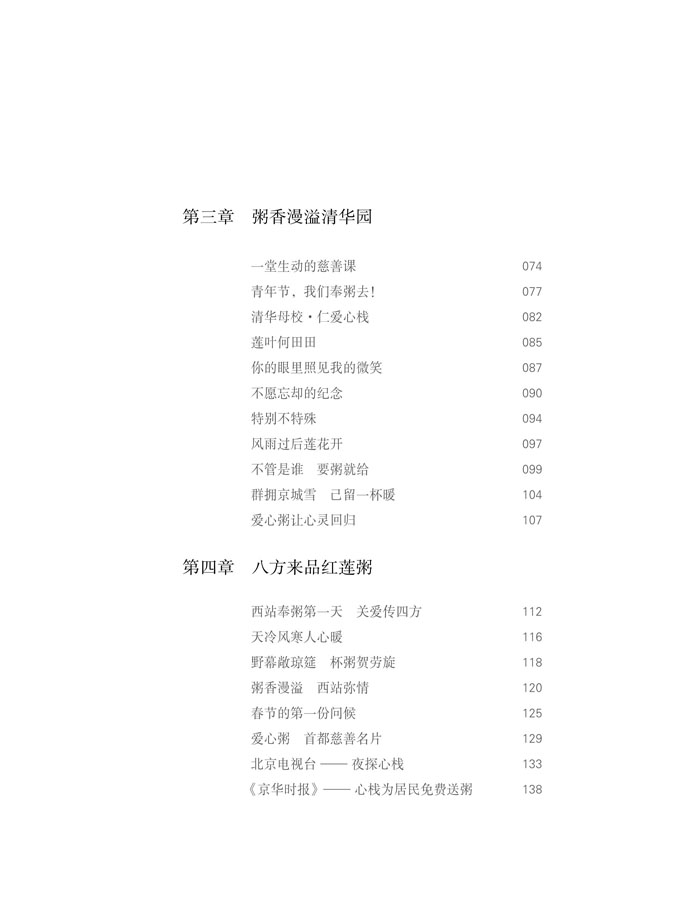 第三章　粥香漫溢清华园
一堂生动的慈善课 074
青年节，我们奉粥去！ 077
清华母校·仁爱心栈 082
莲叶何田田 085
你的眼里照见我的微笑 087
不愿忘却的纪念 090
特别不特殊 094
风雨过后莲花开 097
不管是谁　要粥就给 099
群拥京城雪　己留一杯暖 104
爱心粥让心灵回归 107
第四章　八方来品红莲粥
西站奉粥第一天　关爱传四方 112
天冷风寒人心暖 116
野幕敞琼筵　杯粥贺劳旋 118
粥香漫溢　西站弥情 120
春节的第一份问候 125
爱心粥　首都慈善名片 129
北京电视台 —— 夜探心栈 133
《京华时报》—— 心栈为居民免费送粥 138